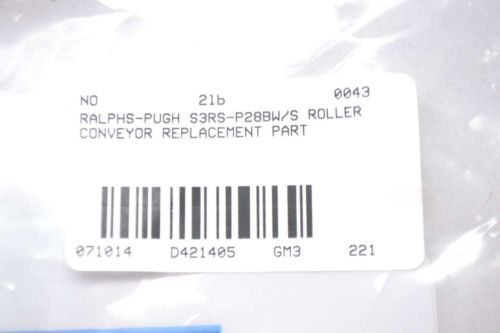 NO 21b 0043
RALPHS-PUGH S3RS-P28BW/S ROLLER
CONVEYOR REPLACEMENT PART
071014 D421405 GM3 221